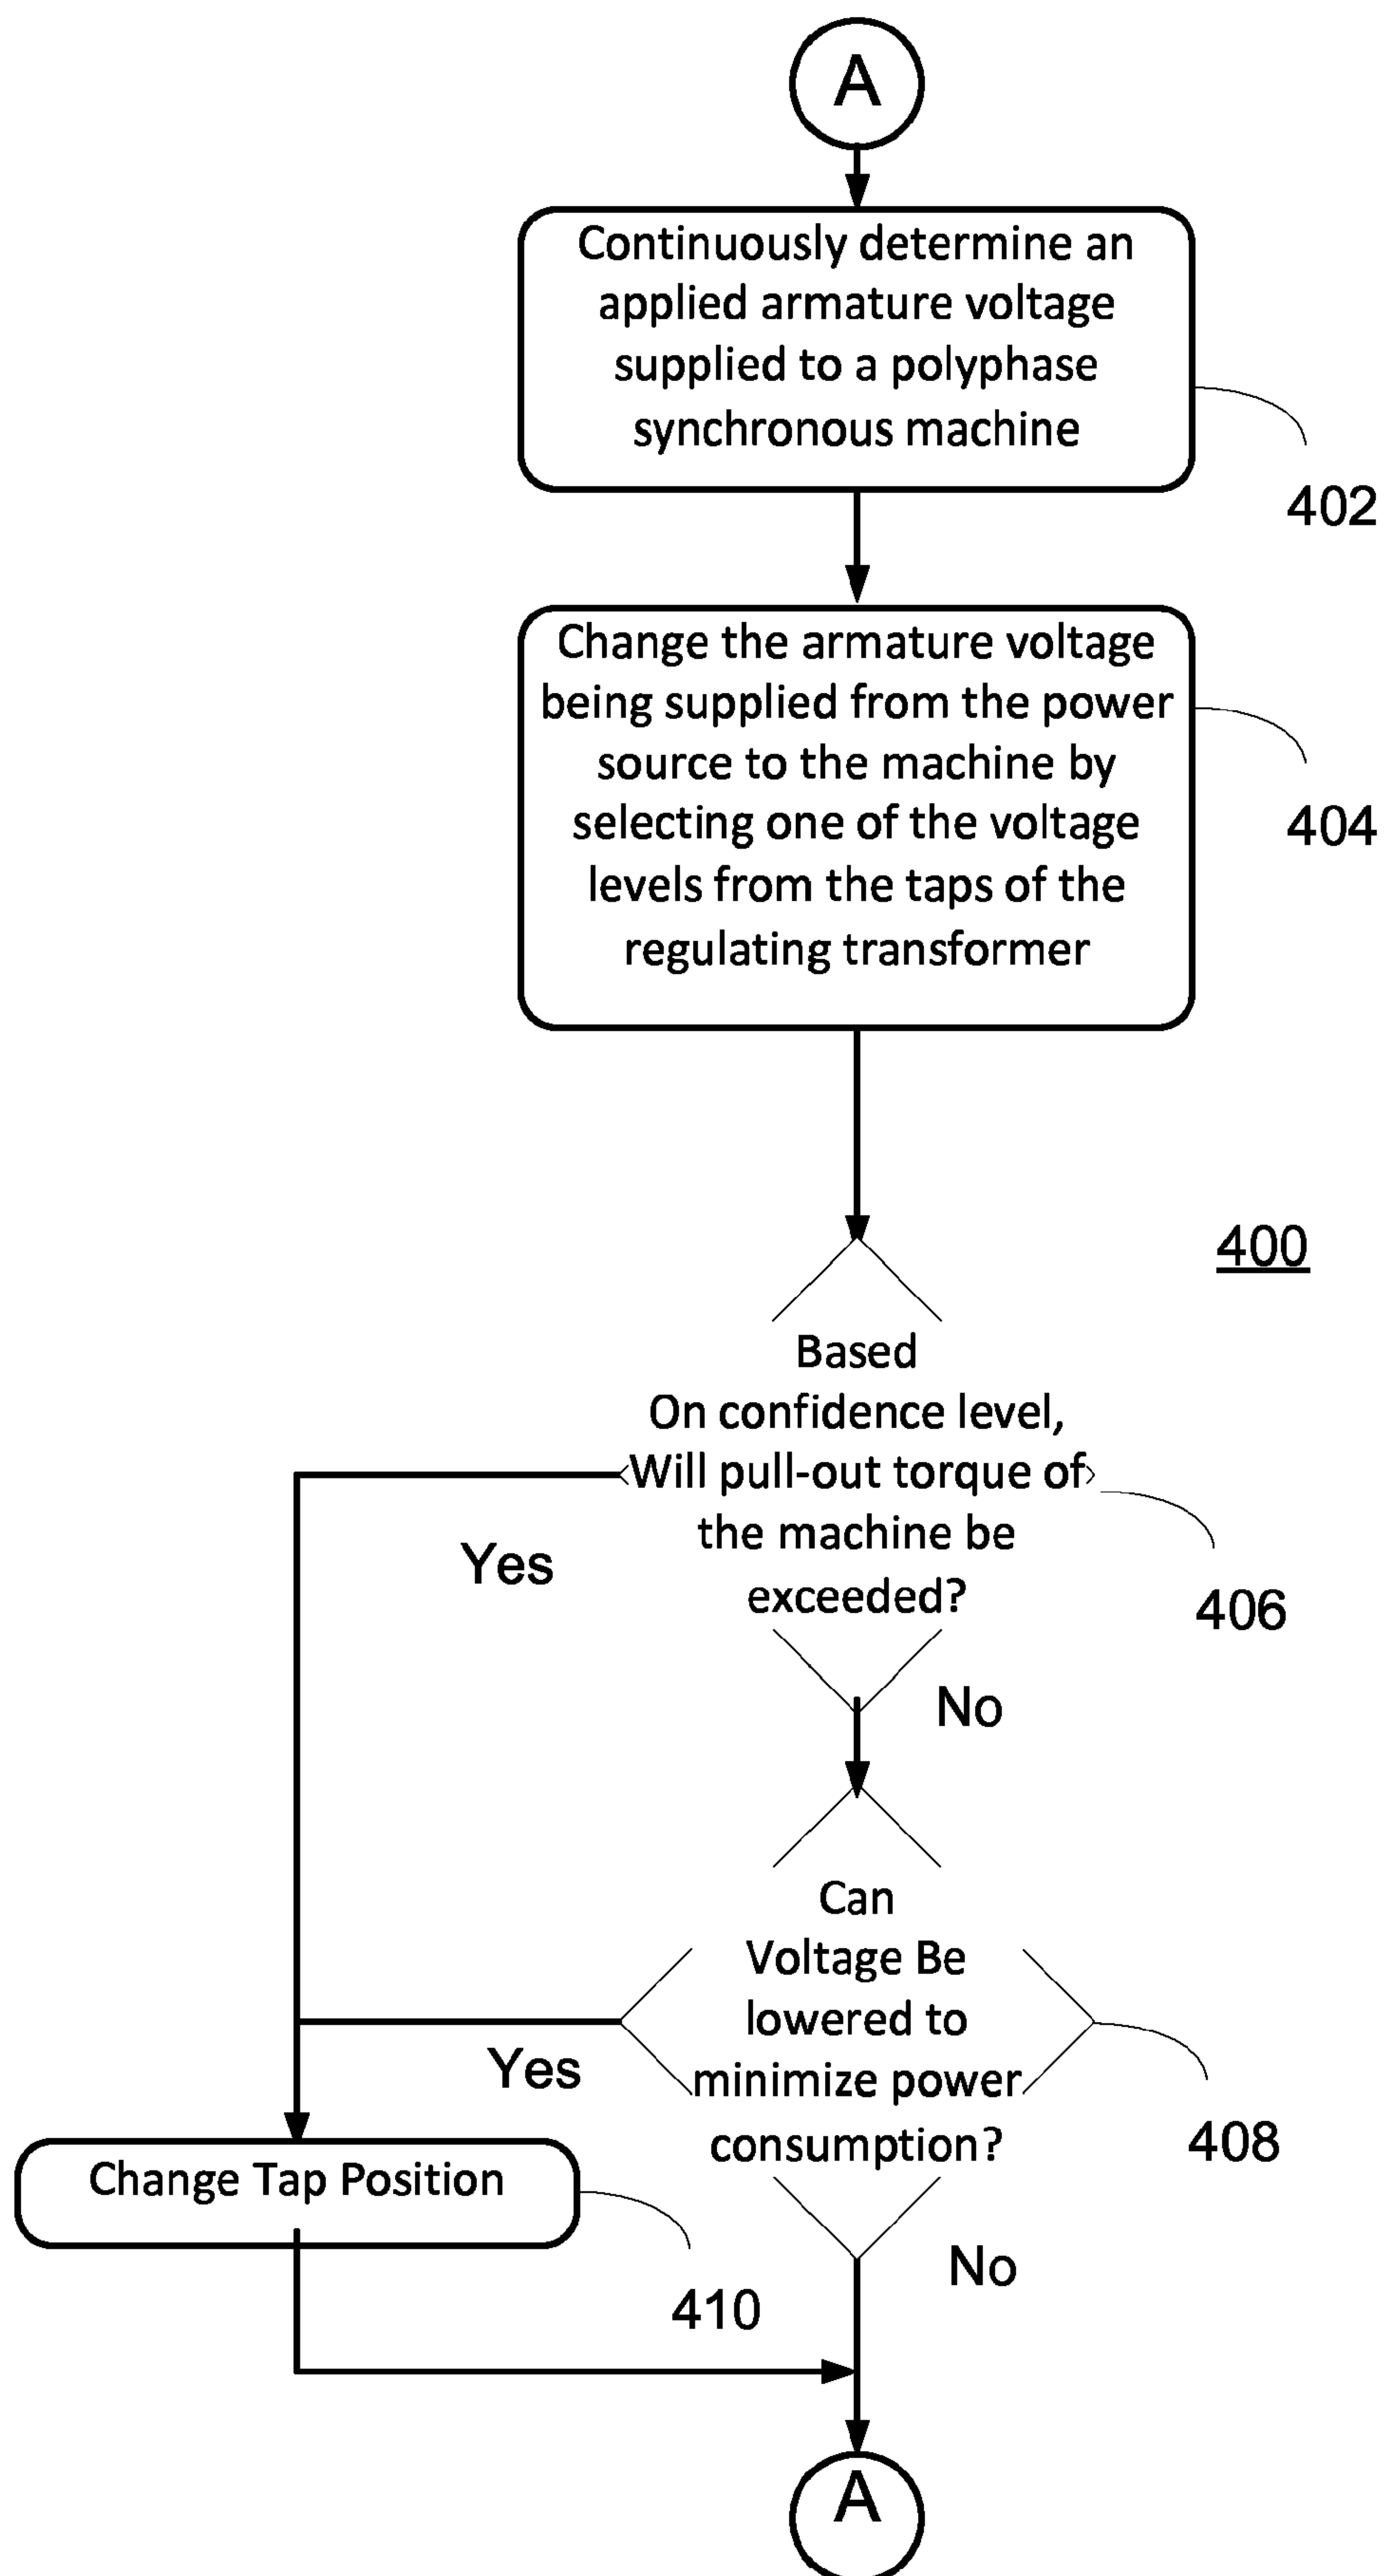 A
Continuously determine an
applied armature voltage
supplied to a polyphase
synchronous machine
402
Change the armature voltage
being supplied from the power
source to the machine by
selecting one of the voltage
levels from the taps of the
regulating transformer
404
400
Based
On confidence level,
Will pull-out torque of
the machine be
exceeded?
Yes
406
No
Can
Voltage Be
lowered to
minimize power
consumption?
Yes
408
Change Tap Position
No
410
A